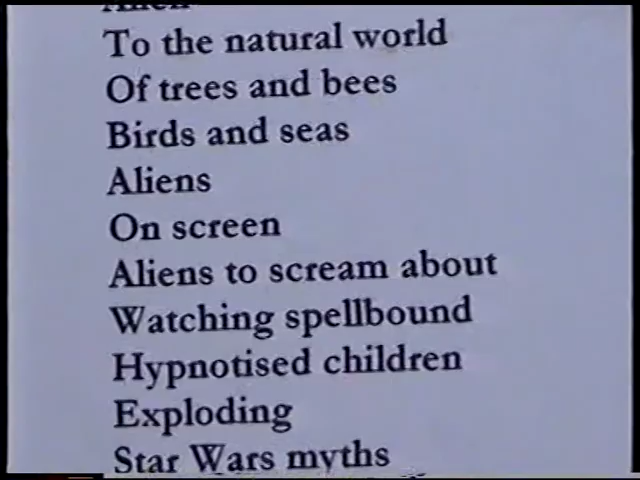 Alien
To the natural world
Of trees and bees
Birds and seas
Aliens
On screen
Aliens to scream about
Watching spellbound
Hypnotised children
Exploding
Star Wars myths